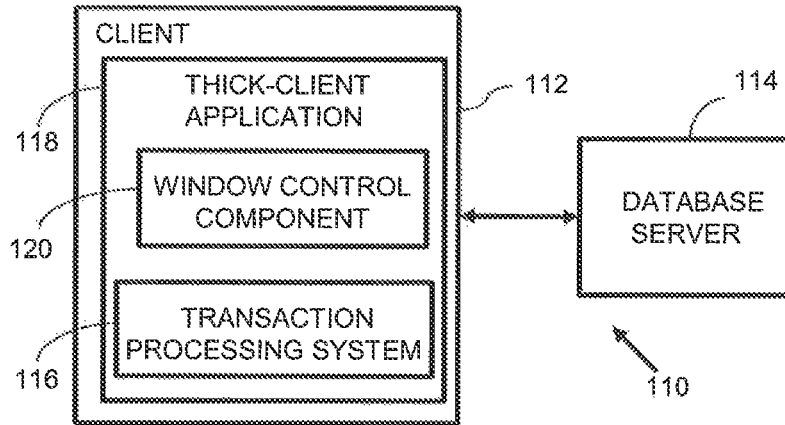 CLIENT
THICK-CLIENT
APPLICATION
118
112
114
WINDOW CONTROL
COMPONENT
120
DATABASE
SERVER
TRANSACTION
PROCESSING SYSTEM
116
110